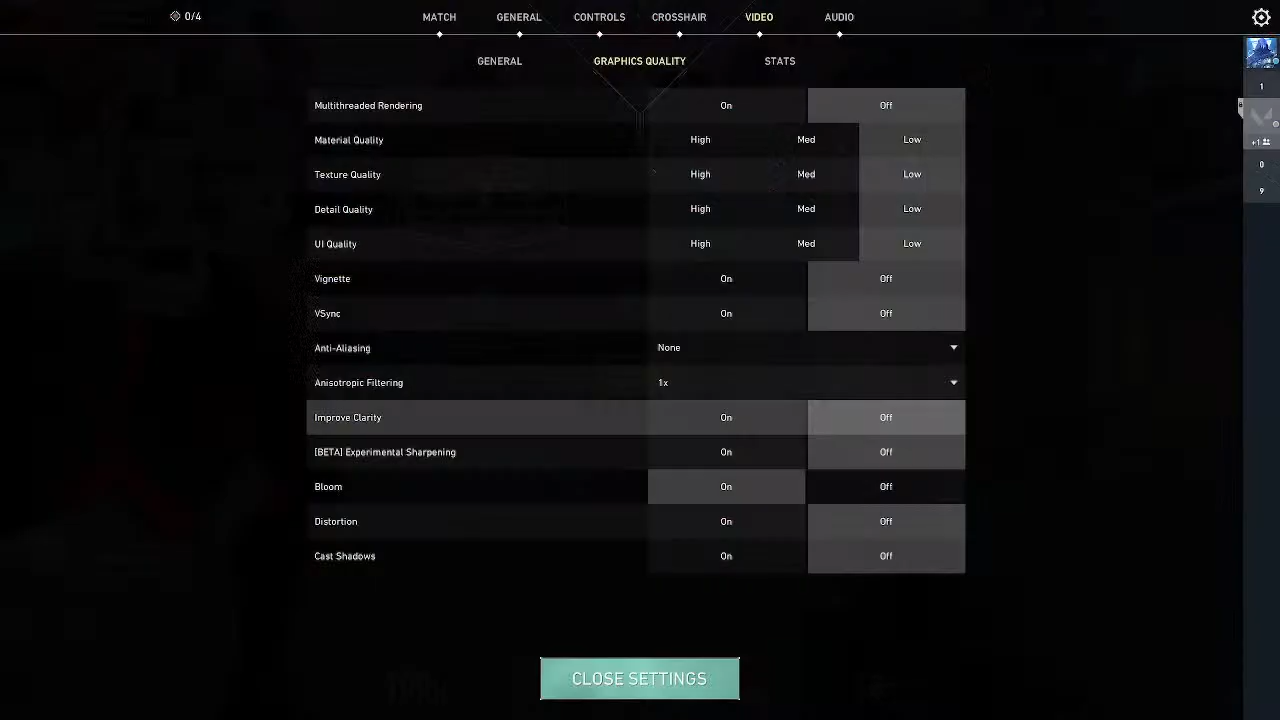 0/4
MATCH GENERAL CONTROLS CROSSHAIR VIDEO AUDIO
GENERAL GRAPHICS QUALITY STATS
Multithreaded Rendering On Off
Material Quality High Med Low
Texture Quality High Med Low
Detail Quality High Med Low
UI Quality High Med Low
Vignette On Off
VSync On Off
Anti-Aliasing None
Anisotropic Filtering 1x
Improve Clarity On Off
[BETA] Experimental Sharpening On Off
Bloom On Off
Distortion On Off
Cast Shadows On Off
CLOSE SETTINGS
1
+1
0
9